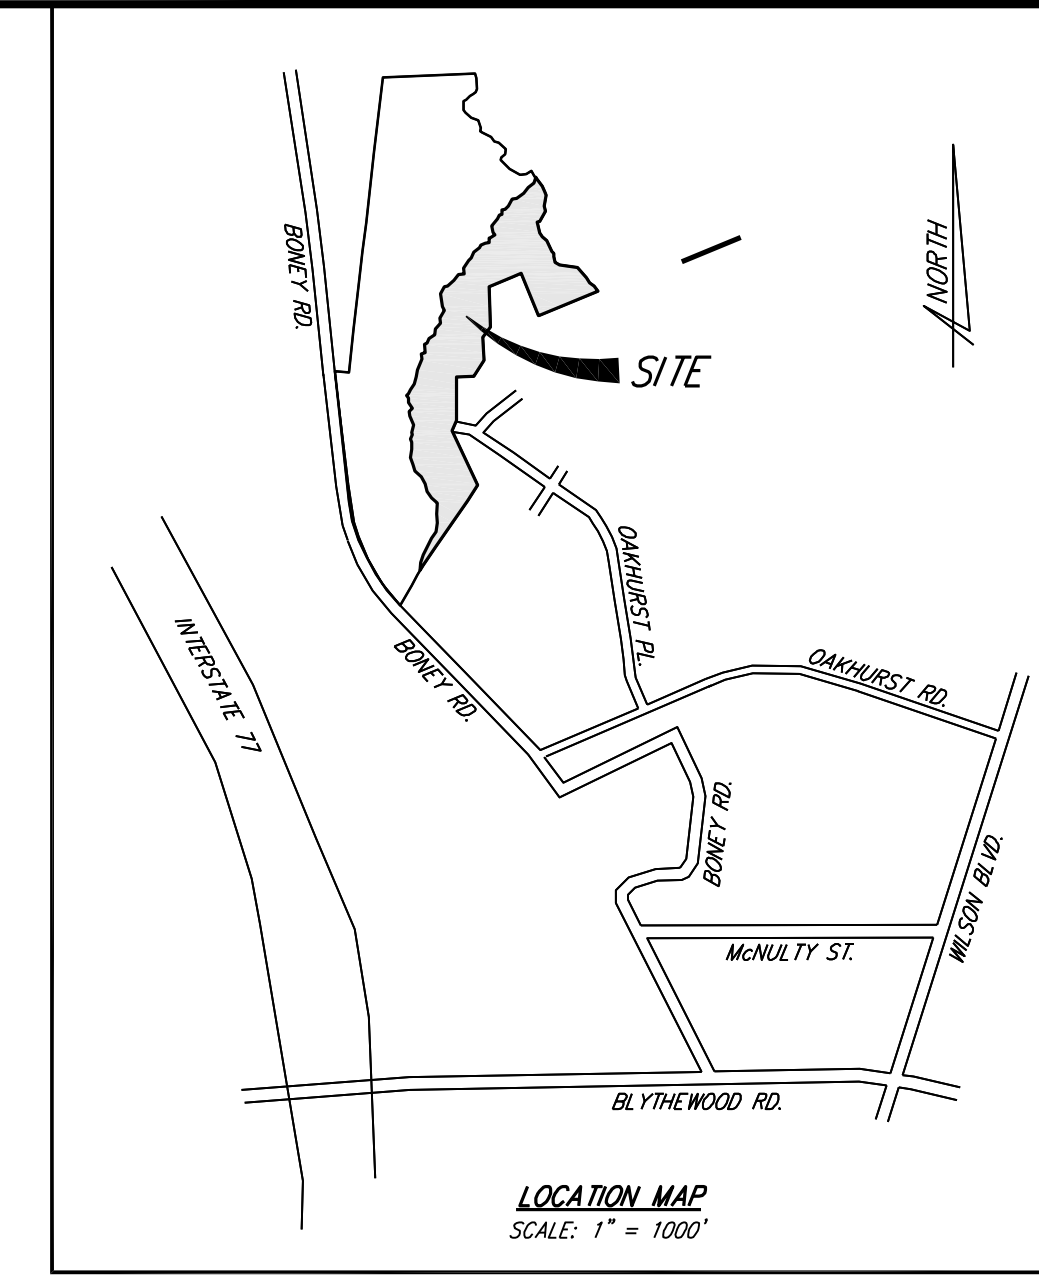 BONEY RD.
NORTH
SITE
OAKHURST PL.
INTERSTATE 77
BONEY RD.
OAKHURST RD.
BONEY RD.
WILSON BLVD.
McNULTY ST.
BLYTHEWOOD RD.
LOCATION MAP
SCALE: 1" = 1000'